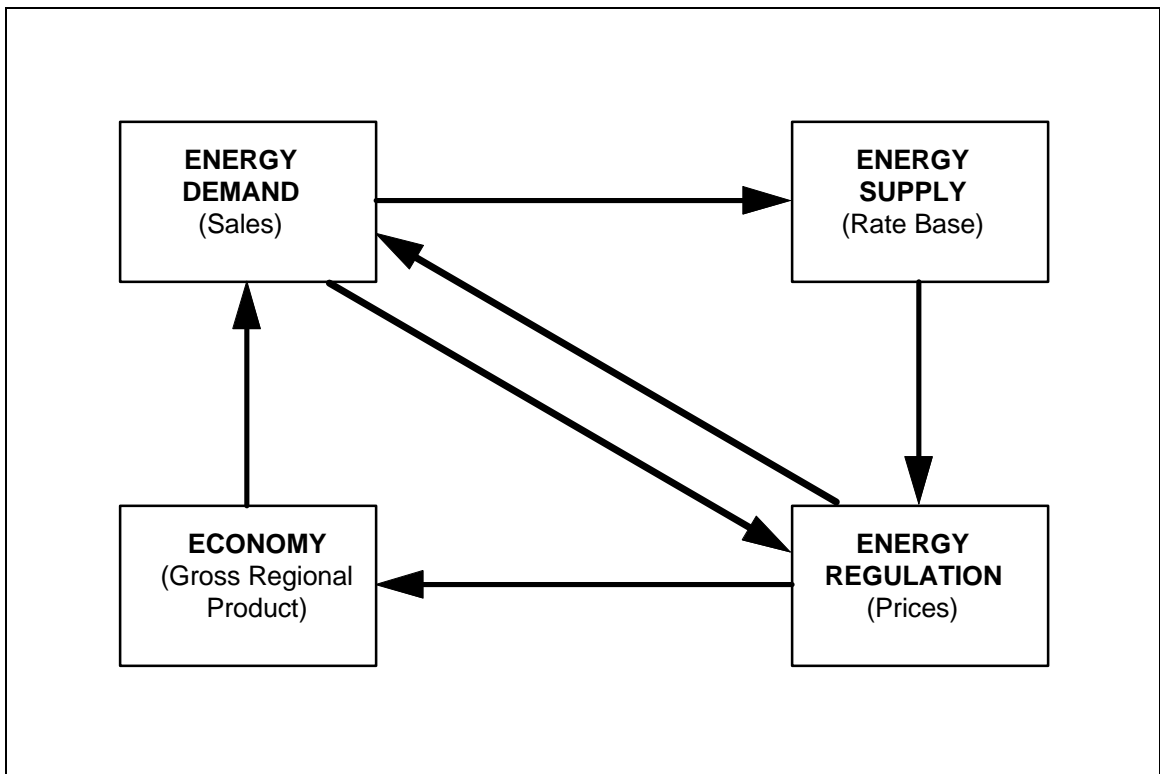 ENERGY
DEMAND
(Sales)
ENERGY
SUPPLY
(Rate Base)
ECONOMY
(Gross Regional
Product)
ENERGY
REGULATION
(Prices)